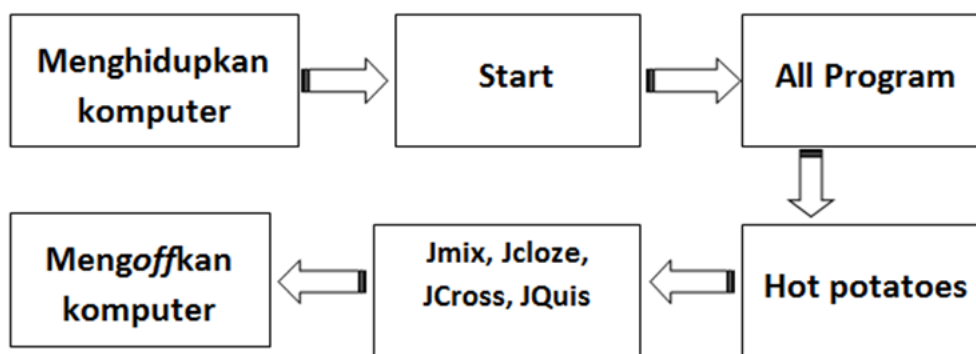 Menghidupkan
komputer
Start
All Program
Hot potatoes
Jmix, Jcloze,
JCross, JQuis
Mengoffkan
komputer